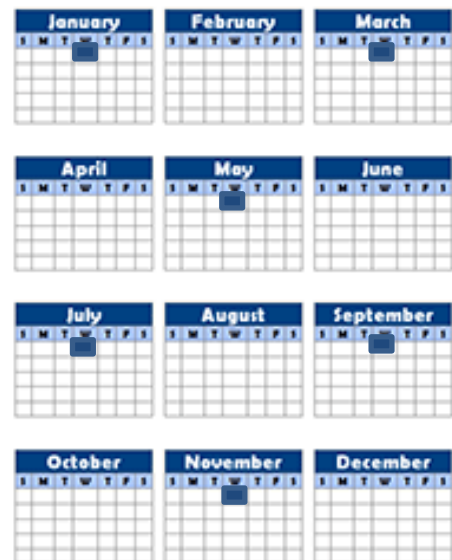 January February March
S M T W T F S S M T W T F S S M T W T F S
April May June
S M T W T F S S M T W T F S S M T W T F S
July August September
S M T W T F S S M T W T F S S M T W T F S
October November December
S M T W T F S S M T W T F S S M T W T F S